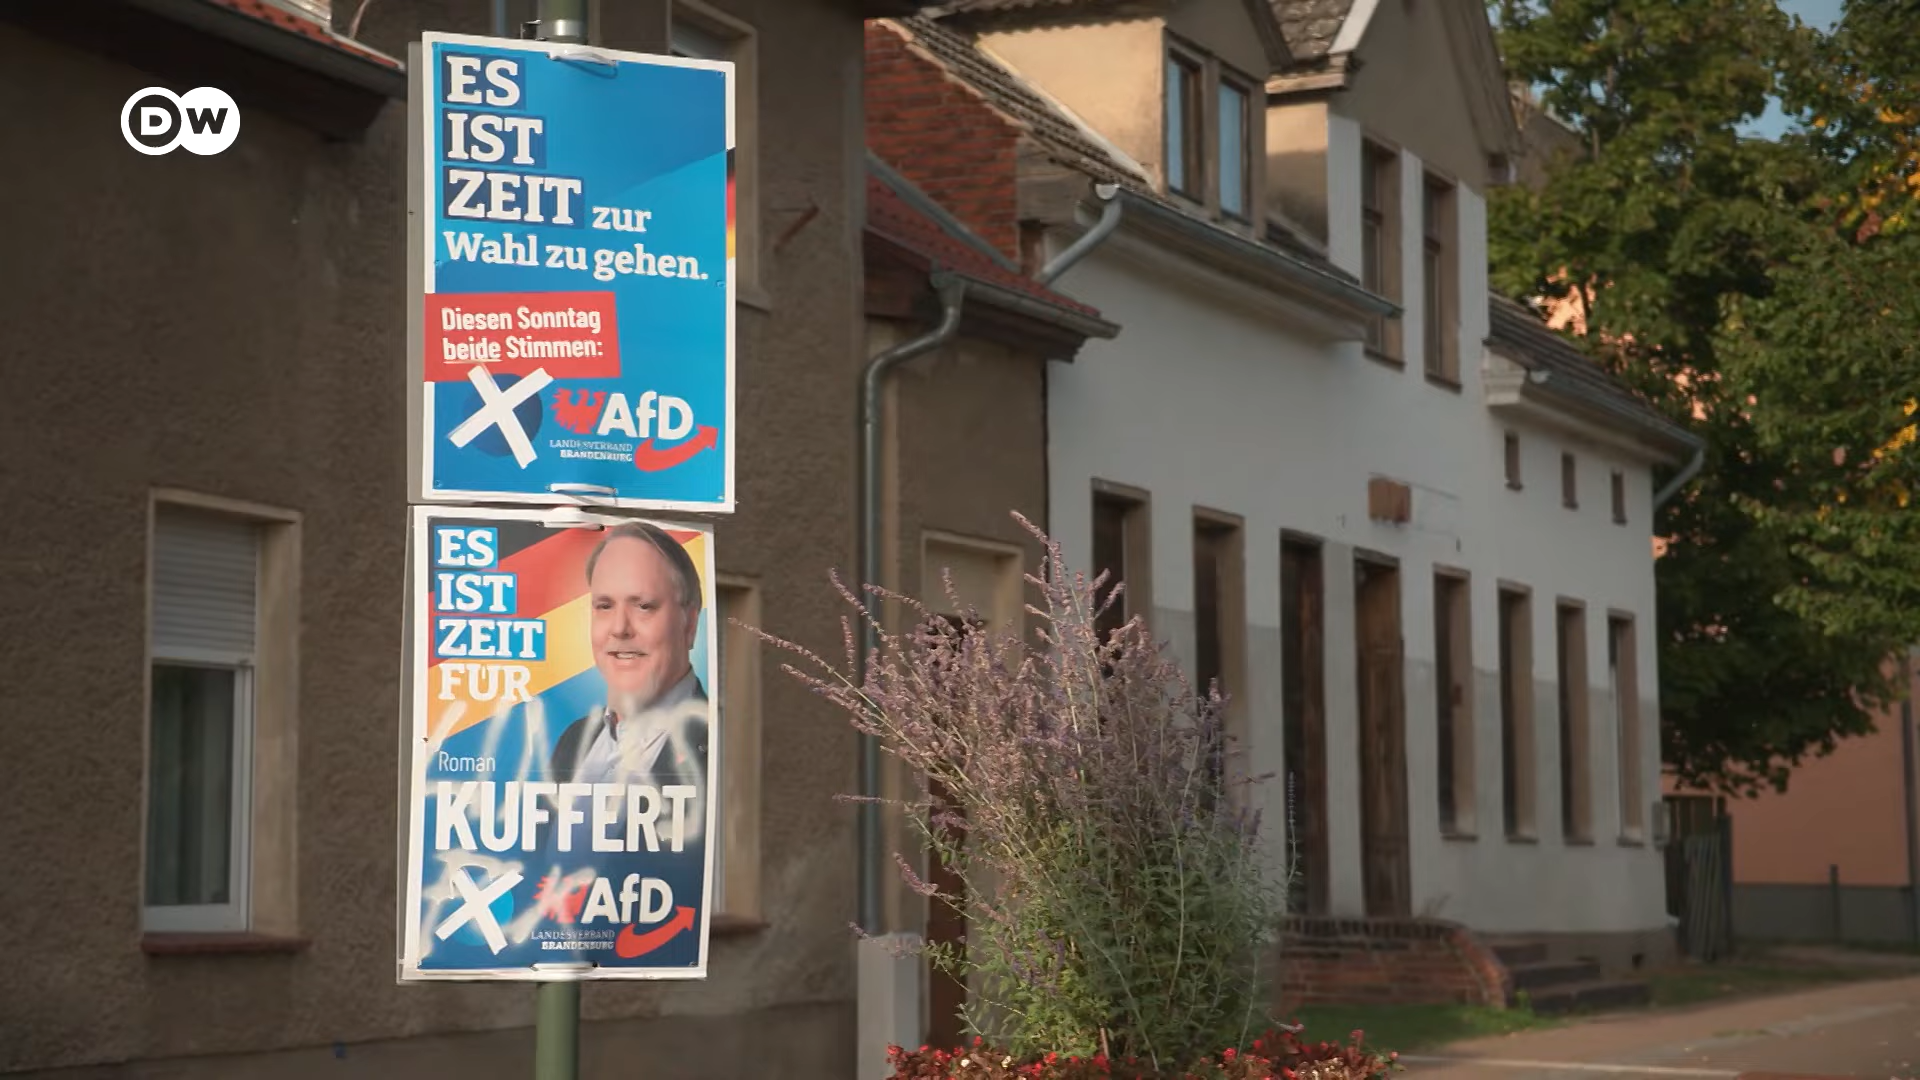 DW
ES
IST
ZEIT zur
Wahl zu gehen.
Diesen Sonntag
beide Stimmen:
AfD
LANDESVERBAND
BRANDENBURG
ES
IST
ZEIT
FÜR
Roman
KUFFERT
AfD
LANDESVERBAND
BRANDENBURG